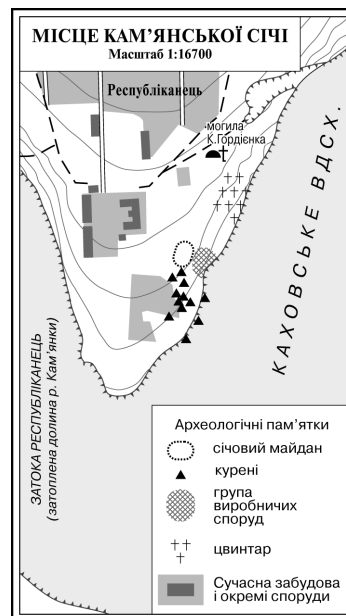 МІСЦЕ КАМ’ЯНСЬКОЇ СІЧІ
Масштаб 1:16700
Республіканець
могила
К.Гордієнка
КАХОВСЬКЕ ВДСХ.
ЗАТОКА РЕСПУБЛІКАНЕЦЬ
(затоплена долина р. Кам’янки)
Археологічні пам’ятки
січовий майдан
курені
група
виробничих
споруд
цвинтар
Сучасна забудова
і окремі споруди